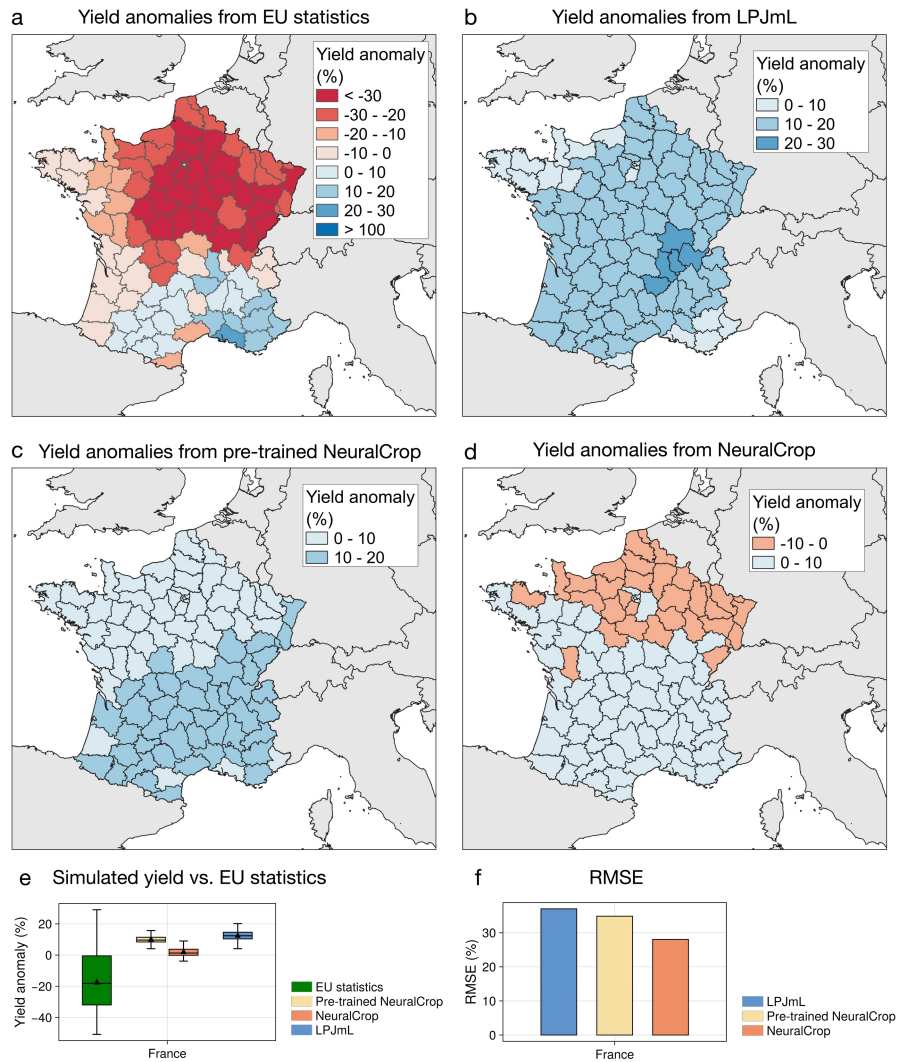 a Yield anomalies from EU statistics
Yield anomaly
(%)
< -30
-30 - -20
-20 - -10
-10 - 0
0 - 10
10 - 20
20 - 30
> 100
b Yield anomalies from LPJmL
Yield anomaly
(%)
0 - 10
10 - 20
20 - 30
c Yield anomalies from pre-trained NeuralCrop
Yield anomaly
(%)
0 - 10
10 - 20
d Yield anomalies from NeuralCrop
Yield anomaly
(%)
-10 - 0
0 - 10
e Simulated yield vs. EU statistics
Yield anomaly (%)
20
0
−20
−40
France
EU statistics
Pre-trained NeuralCrop
NeuralCrop
LPJmL
f RMSE
RMSE (%)
30
20
10
0
France
LPJmL
Pre-trained NeuralCrop
NeuralCrop